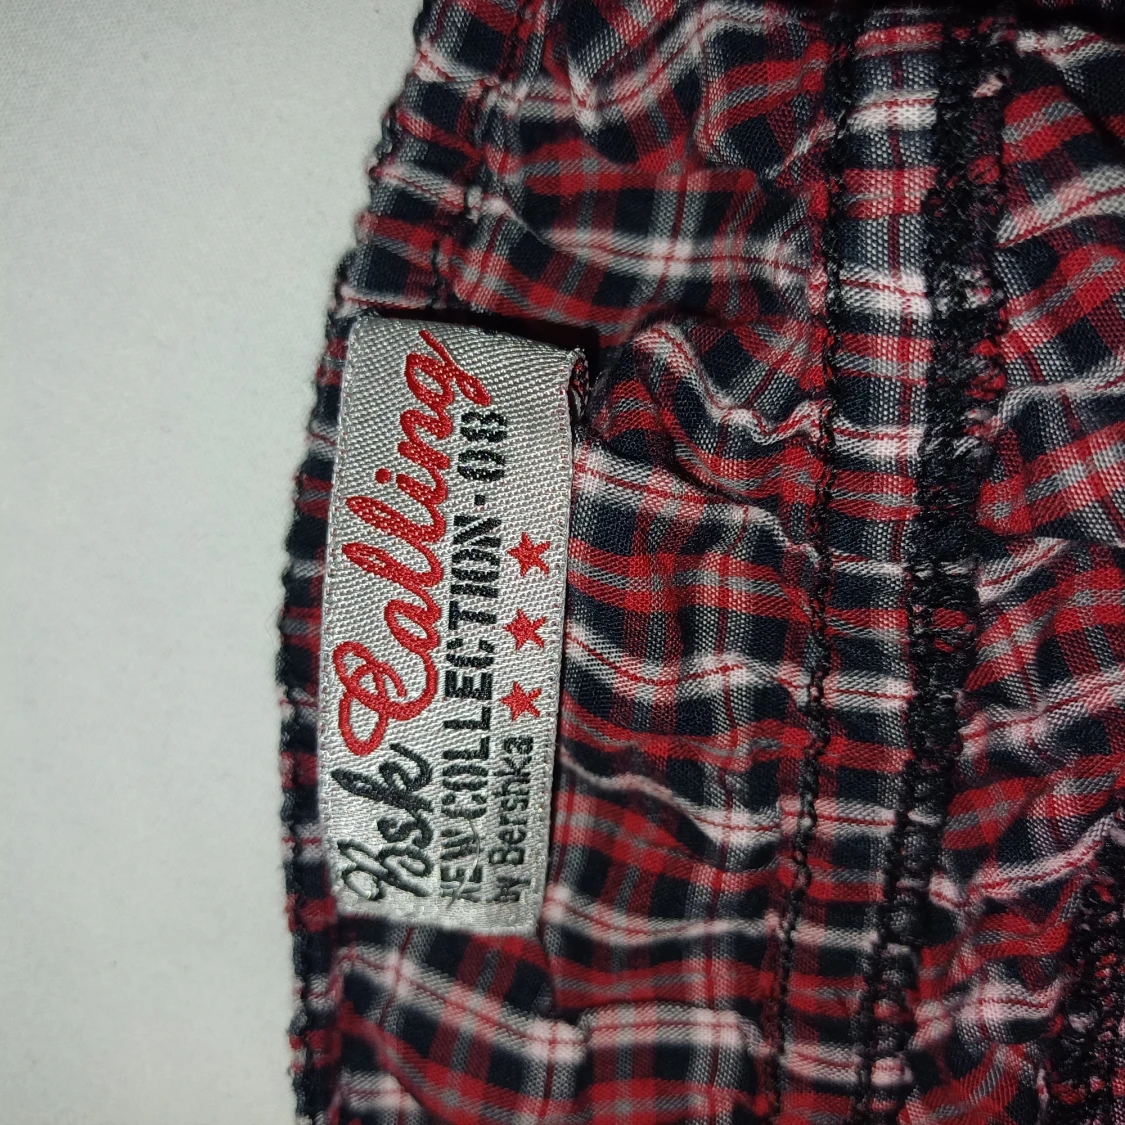 Bsk Calling
NEW COLLECTION-08
by Bershka